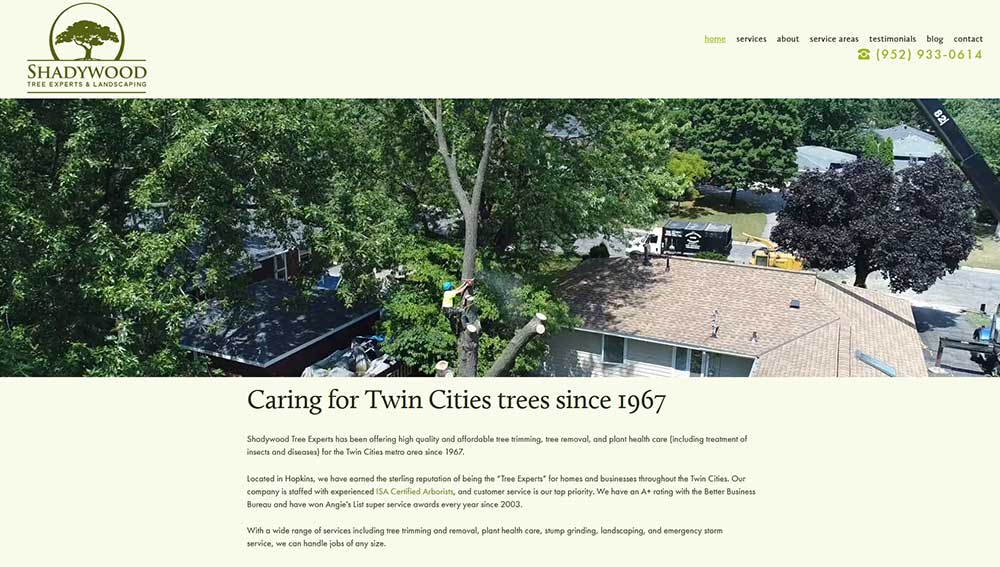 SHADYWOOD
TREE EXPERTS & LANDSCAPING
home services about service areas testimonials blog contact
(952) 933-0614
82
Caring for Twin Cities trees since 1967
Shadywood Tree Experts has been offering high quality and affordable tree trimming, tree removal, and plant health care (including treatment of
insects and diseases) for the Twin Cities metro area since 1967.
Located in Hopkins, we have earned the sterling reputation of being the "Tree Experts" for homes and businesses throughout the Twin Cities. Our
company is staffed with experienced ISA Certified Arborists, and customer service is our top priority. We have an A+ rating with the Better Business
Bureau and have won Angie's List super service awards every year since 2003.
With a wide range of services including tree trimming and removal, plant health care, stump grinding, landscaping, and emergency storm
service, we can handle jobs of any size.